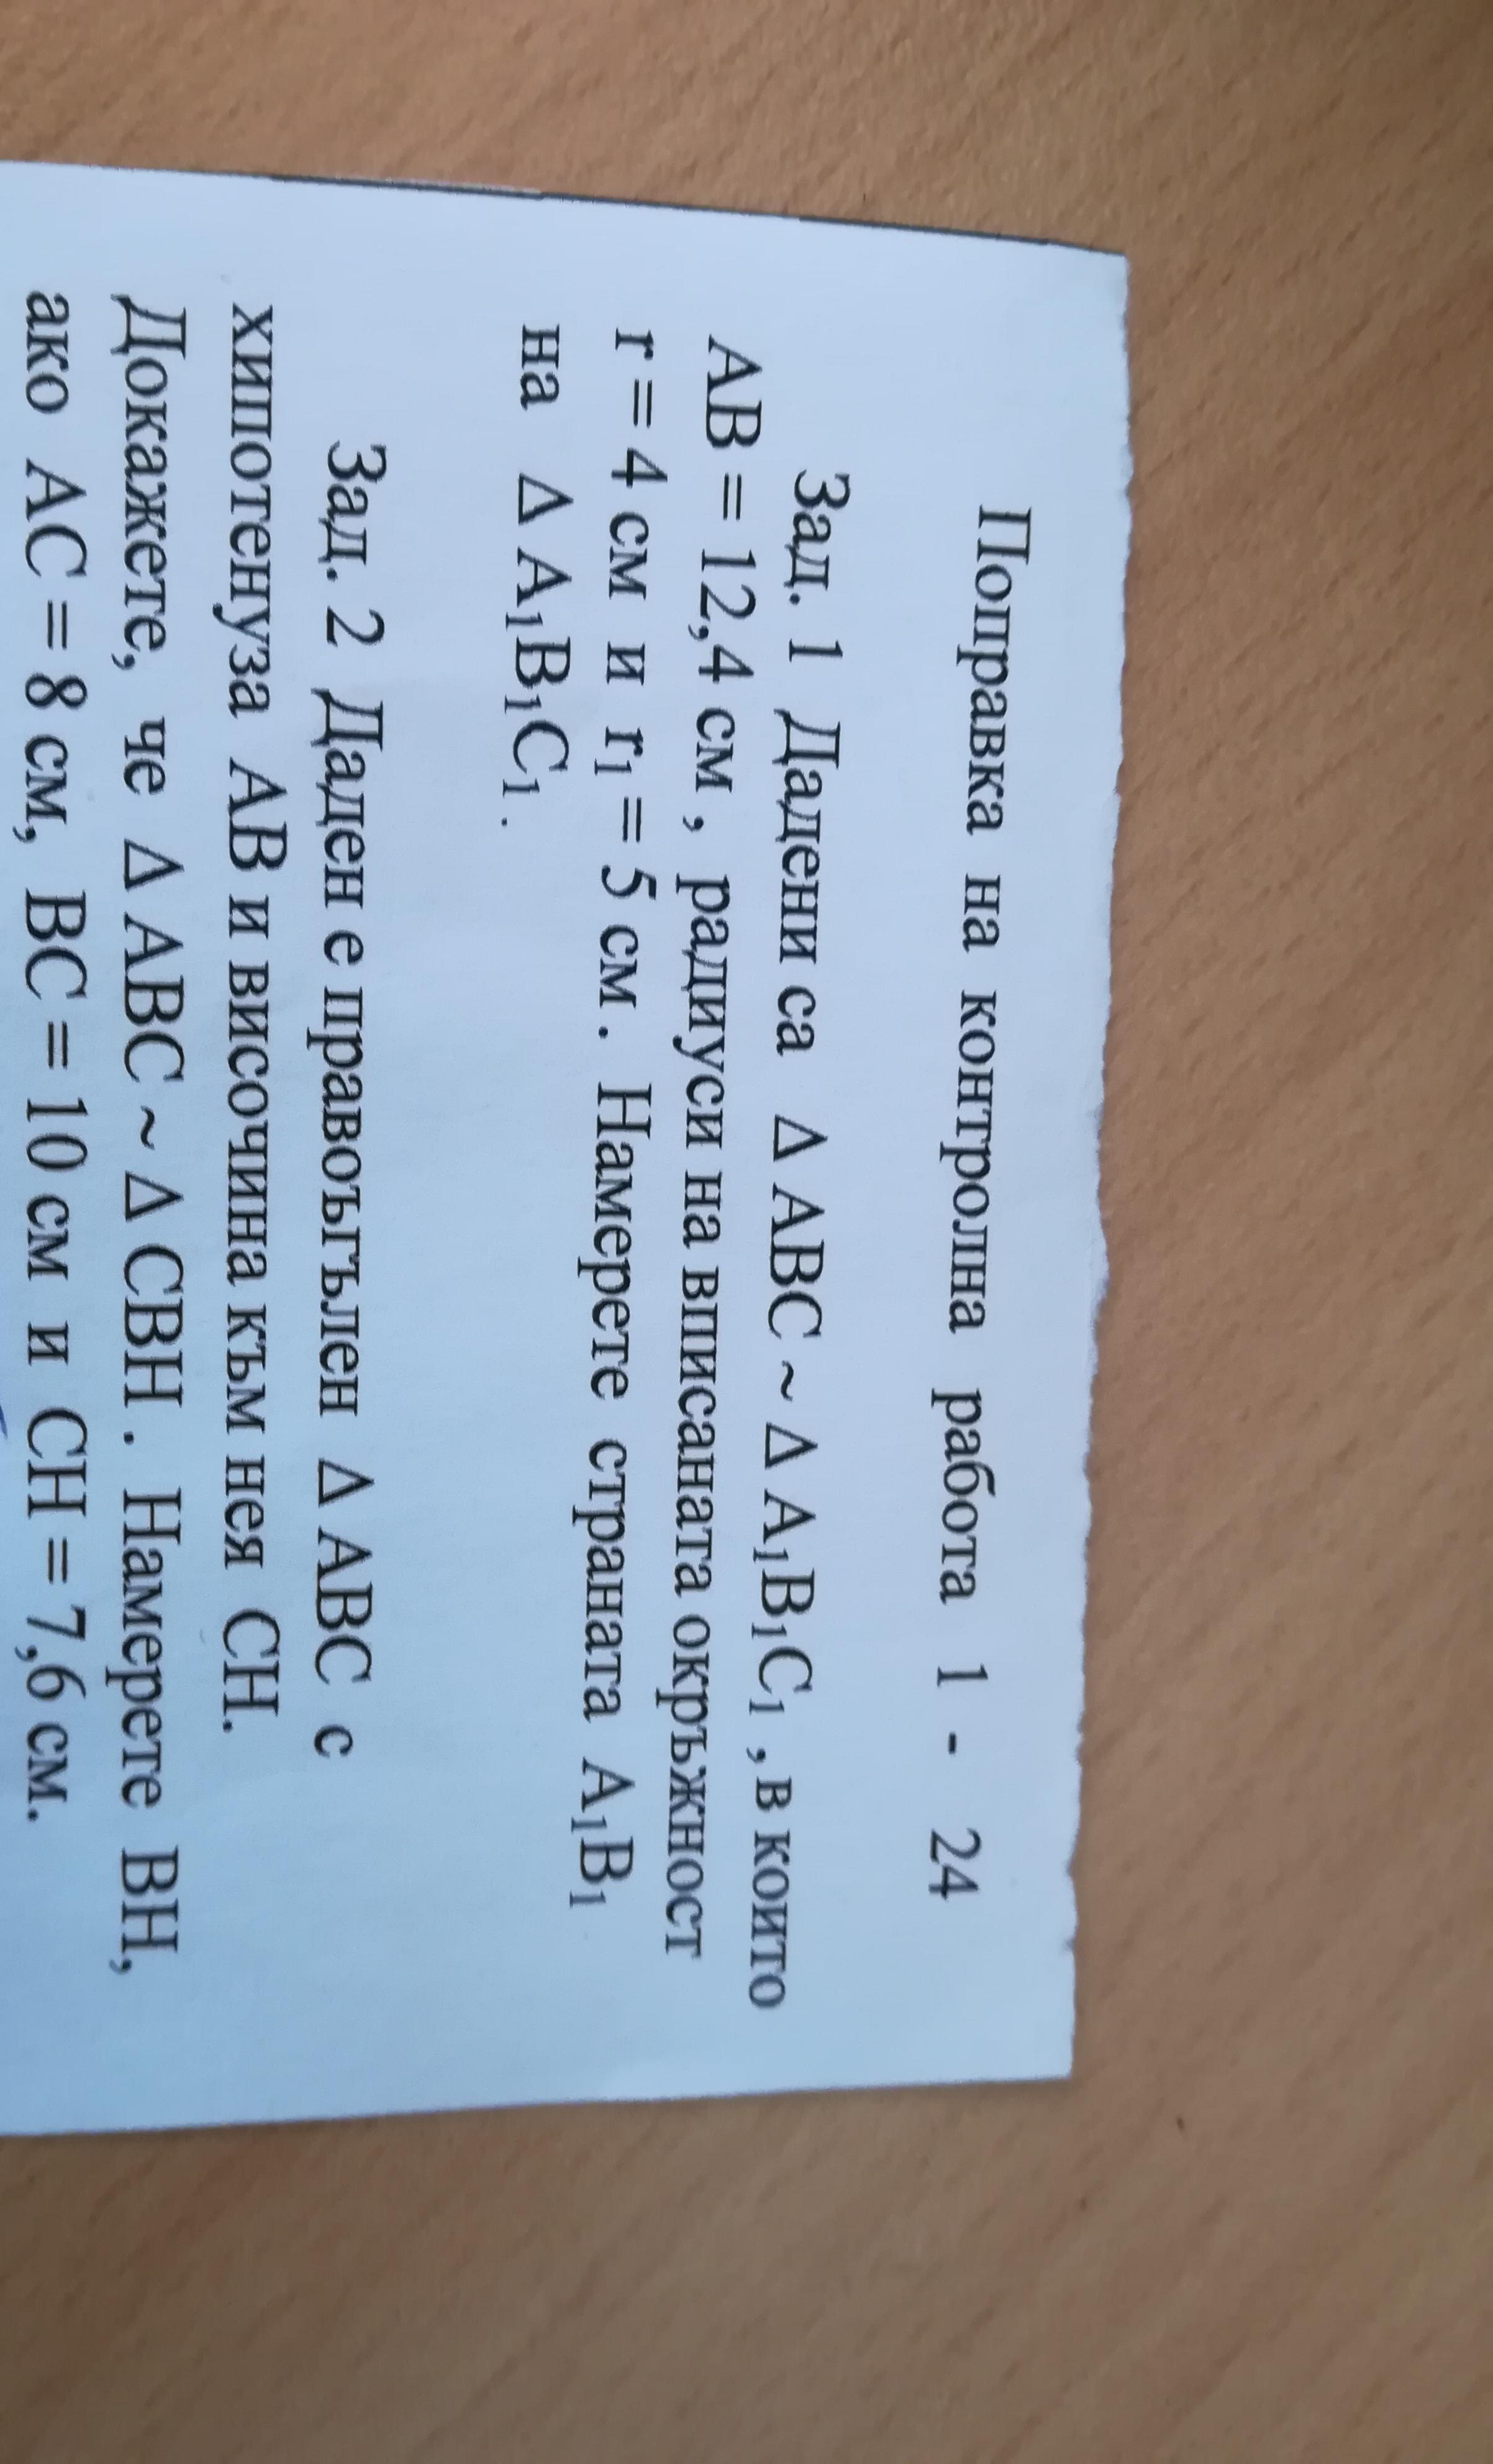 Поправка на контролна работа 1 - 24
Зад. 1 Дадени са Δ ABC ~ Δ A₁B₁C₁ , в които
AB = 12,4 см , радиуси на вписаната окръжност
r = 4 см и r₁ = 5 см . Намерете страната A₁B₁
на Δ A₁B₁C₁ .
Зад. 2 Даден е правоъгълен Δ ABC с
хипотенуза AB и височина към нея CH.
Докажете, че Δ ABC ~ Δ CBH . Намерете BH,
ако AC = 8 см, BC = 10 см и CH = 7,6 см.